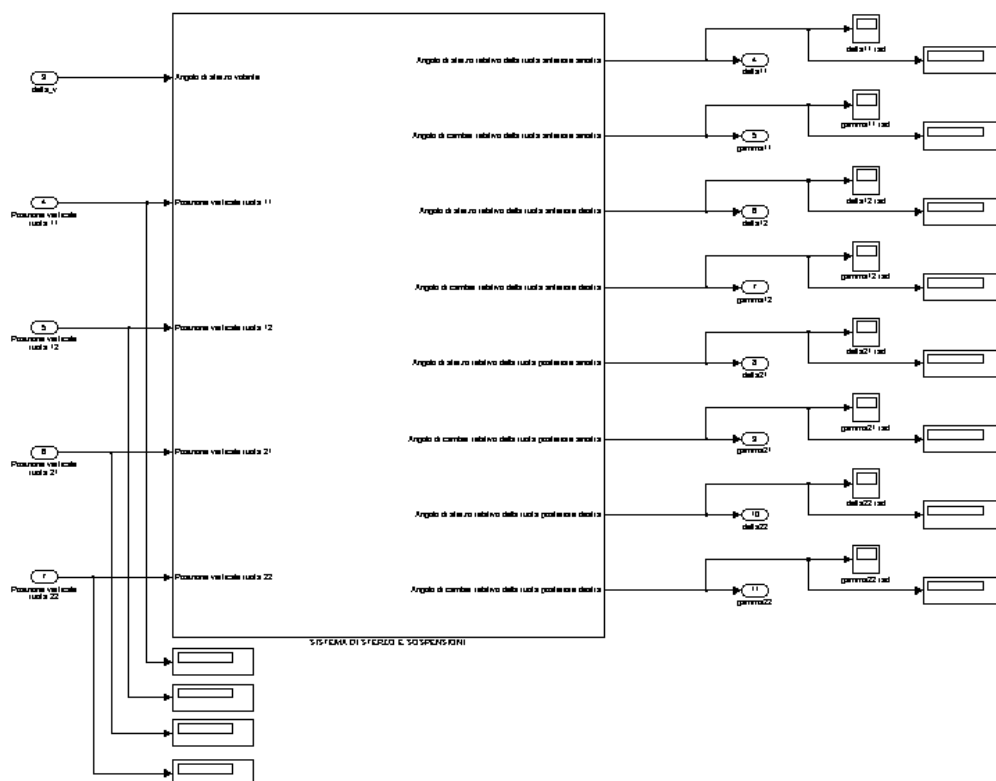 3
delta_v
Angolo di sterzo volante
4
Posizione verticale
ruota 11
Posizione verticale ruota 11
5
Posizione verticale
ruota 12
Posizione verticale ruota 12
6
Posizione verticale
ruota 21
Posizione verticale ruota 21
7
Posizione verticale
ruota 22
Posizione verticale ruota 22
Angolo di sterzo relativo della ruota anteriore sinistra
4
delta11
delta11 rad
Angolo di camber relativo della ruota anteriore sinistra
5
gamma11
gamma11 rad
Angolo di sterzo relativo della ruota anteriore destra
6
delta12
delta12 rad
Angolo di camber relativo della ruota anteriore destra
7
gamma12
gamma12 rad
Angolo di sterzo relativo della ruota posteriore sinistra
8
delta21
delta21 rad
Angolo di camber relativo della ruota posteriore sinistra
9
gamma21
gamma21 rad
Angolo di sterzo relativo della ruota posteriore destra
10
delta22
delta22 rad
Angolo di camber relativo della ruota posteriore destra
11
gamma22
gamma22 rad
SISTEMA DI STERZO E SOSPENSIONI